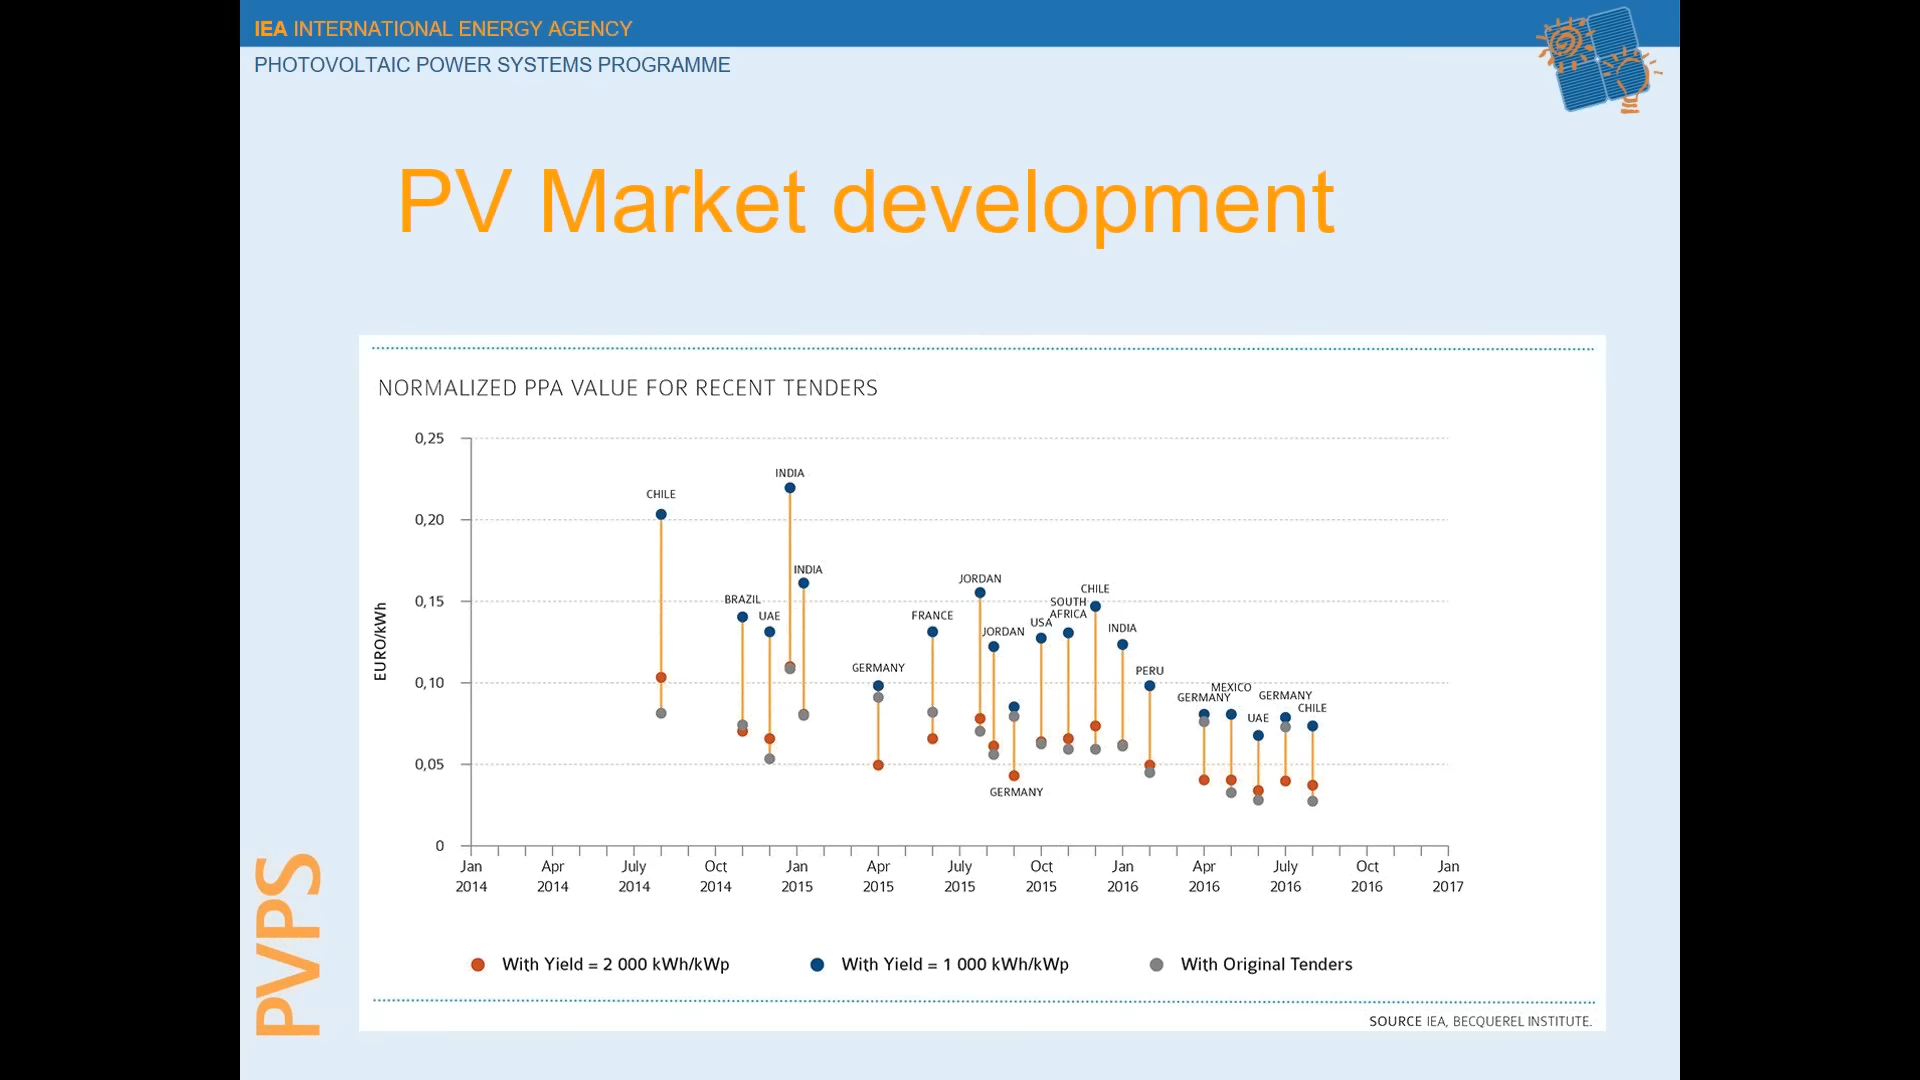 IEA INTERNATIONAL ENERGY AGENCY
PHOTOVOLTAIC POWER SYSTEMS PROGRAMME
PV Market development
NORMALIZED PPA VALUE FOR RECENT TENDERS
EURO/kWh
0,25
0,20
0,15
0,10
0,05
0
CHILE
BRAZIL
UAE
INDIA
INDIA
GERMANY
FRANCE
JORDAN
JORDAN
GERMANY
USA
SOUTH
AFRICA
CHILE
INDIA
PERU
GERMANY
MEXICO
UAE
GERMANY
CHILE
Jan Apr July Oct Jan Apr July Oct Jan Apr July Oct Jan
2014 2014 2014 2014 2015 2015 2015 2015 2016 2016 2016 2016 2017
With Yield = 2 000 kWh/kWp With Yield = 1 000 kWh/kWp With Original Tenders
SOURCE IEA, BECQUEREL INSTITUTE.
PVPS